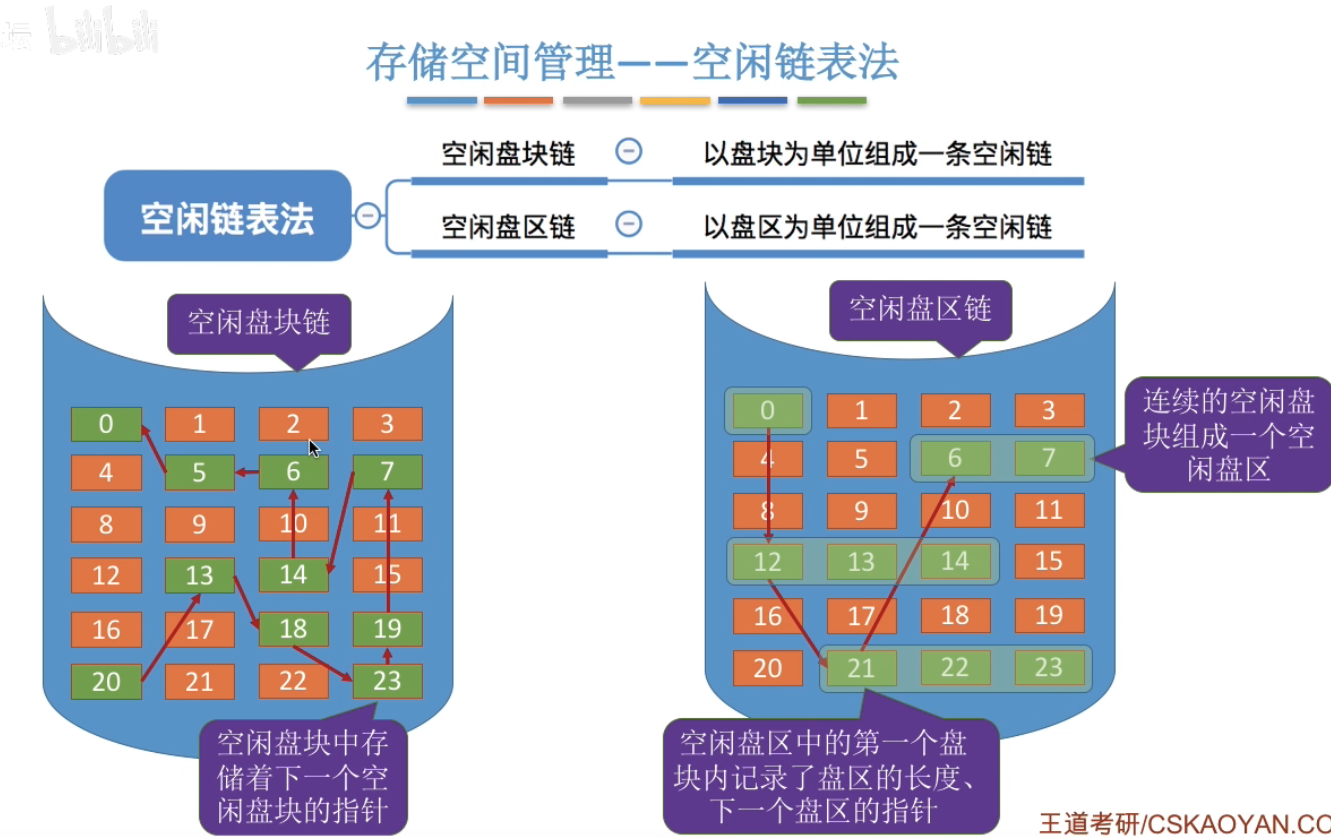 坛 bilibili
存储空间管理——空闲链表法
空闲链表法
空闲盘块链
以盘块为单位组成一条空闲链
空闲盘区链
以盘区为单位组成一条空闲链
空闲盘块链
0 1 2 3
4 5 6 7
8 9 10 11
12 13 14 15
16 17 18 19
20 21 22 23
空闲盘块中存
储着下一个空
闲盘块的指针
空闲盘区链
0 1 2 3
4 5 6 7
8 9 10 11
12 13 14 15
16 17 18 19
20 21 22 23
连续的空闲盘
块组成一个空
闲盘区
空闲盘区中的第一个盘
块内记录了盘区的长度、
下一个盘区的指针
王道考研/CSKAOYAN.CO